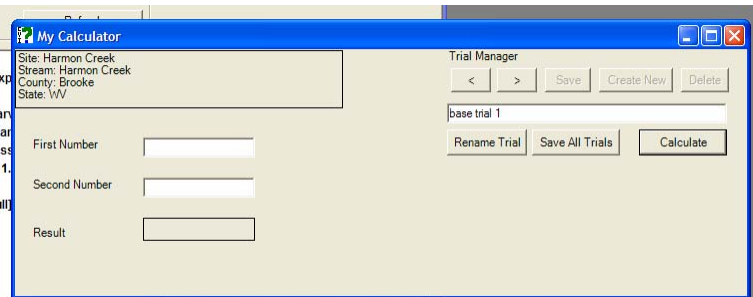 My Calculator
Site: Harmon Creek
Stream: Harmon Creek
County: Brooke
State: WV
Trial Manager
< > Save Create New Delete
base trial 1
Rename Trial Save All Trials Calculate
First Number
Second Number
Result